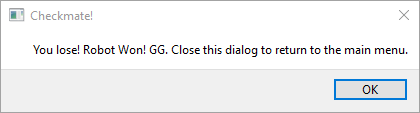 Checkmate!
You lose! Robot Won! GG. Close this dialog to return to the main menu.
OK